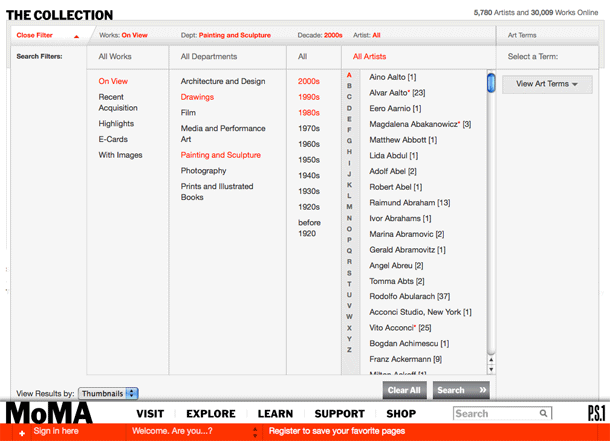 THE COLLECTION
5,780 Artists and 30,009 Works Online
Close Filter
Works: On View
Dept: Painting and Sculpture
Decade: 2000s
Artist: All
Art Terms
Search Filters:
All Works
All Departments
All
All Artists
Select a Term:
On View
Recent
Acquisition
Highlights
E-Cards
With Images
Architecture and Design
Drawings
Film
Media and Performance
Art
Painting and Sculpture
Photography
Prints and Illustrated
Books
2000s
1990s
1980s
1970s
1960s
1950s
1940s
1930s
1920s
before
1920
A
B
C
D
E
F
G
H
I
J
K
L
M
N
O
P
Q
R
S
T
U
V
W
X
Y
Z
Aino Aalto [1]
Alvar Aalto* [23]
Eero Aarnio [1]
Magdalena Abakanowicz* [3]
Matthew Abbott [1]
Lida Abdul [1]
Adolf Abel [2]
Robert Abel [1]
Raimund Abraham [13]
Ivor Abrahams [1]
Marina Abramovic [2]
Gerald Abramovitz [1]
Angel Abreu [2]
Tomma Abts [2]
Rodolfo Abularach [37]
Acconci Studio, New York [1]
Vito Acconci* [25]
Bogdan Achimescu [1]
Franz Ackermann [9]
View Art Terms
View Results by: Thumbnails
Clear All
Search »
MoMA
VISIT
EXPLORE
LEARN
SUPPORT
SHOP
Search
P.S.1
+ Sign in here
Welcome. Are you...?
Register to save your favorite pages